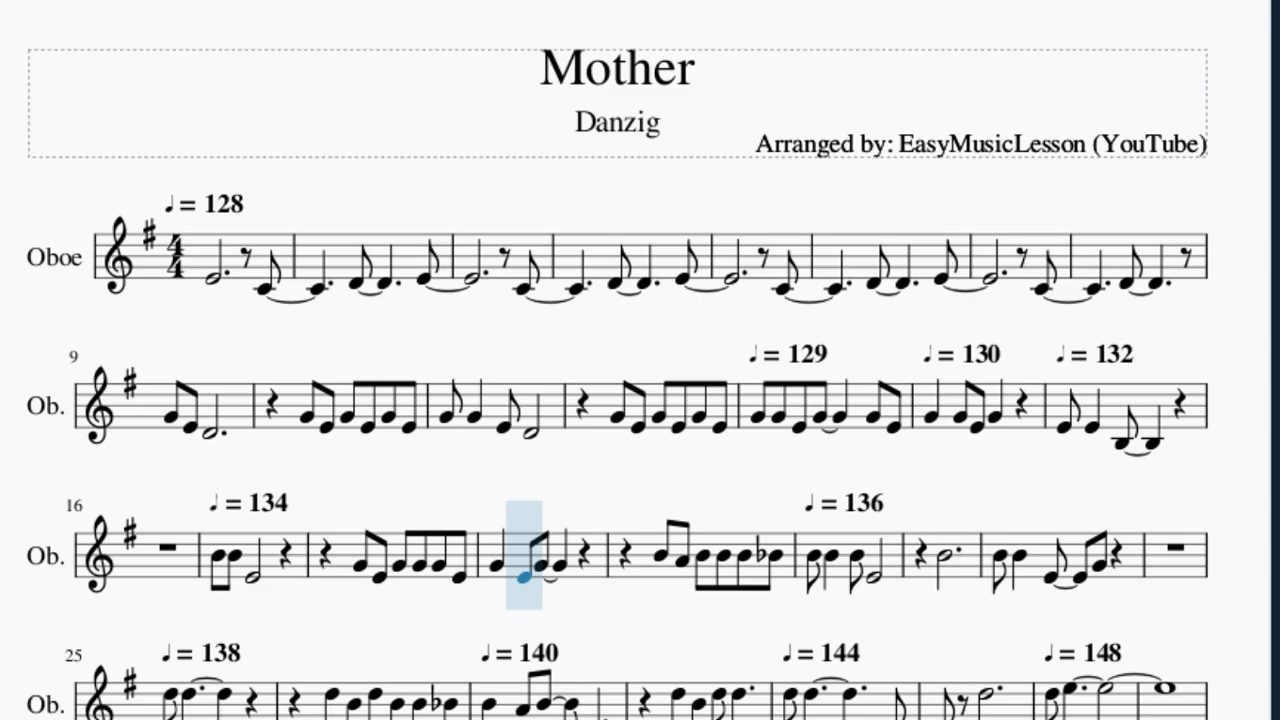 Mother
Danzig
Arranged by: EasyMusicLesson (YouTube)
♩ = 128
Oboe
4
4
9
♩ = 129
♩ = 130
♩ = 132
Ob.
16
♩ = 134
♩ = 136
Ob.
25
♩ = 138
♩ = 140
♩ = 144
♩ = 148
Ob.